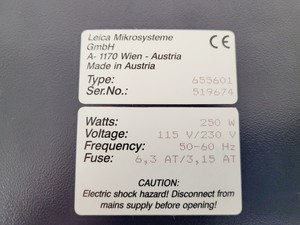 Leica Mikrosysteme
GmbH
A- 1170 Wien - Austria
Made in Austria
CE
Type: 655601
Ser.No.: 519674
Watts: 250 W
Voltage: 115 V/230 V
Frequency: 50-60 Hz
Fuse: 6,3 AT/3,15 AT
CAUTION:
Electric shock hazard! Disconnect from
mains supply before opening!